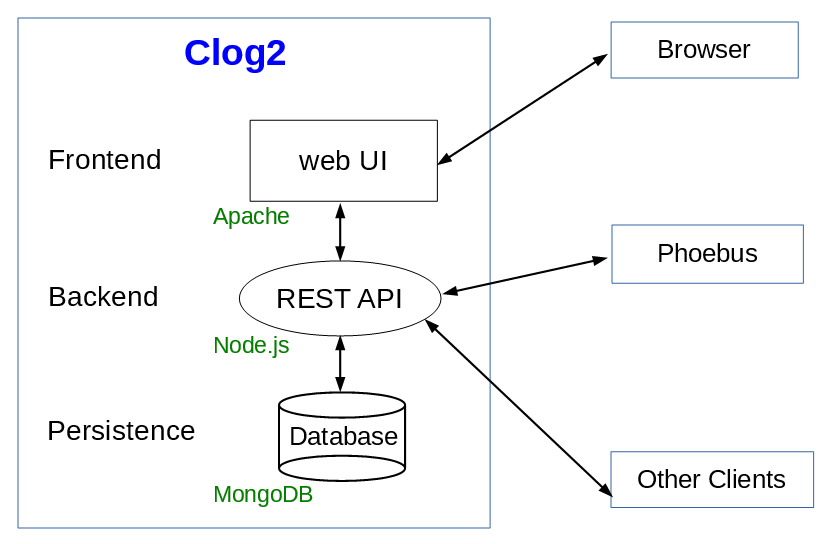 Clog2
Browser
Frontend
web UI
Apache
Phoebus
Backend
REST API
Node.js
Persistence
Database
Other Clients
MongoDB